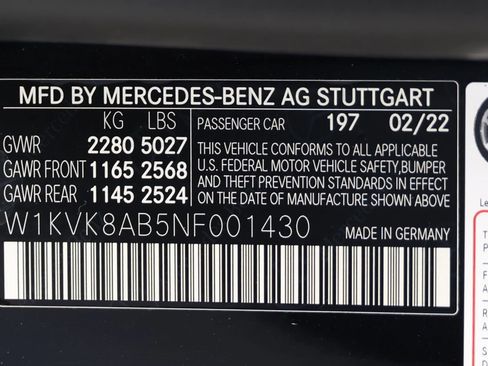 MFD BY MERCEDES-BENZ AG STUTTGART
KG LBS
GVWR 2280 5027
GAWR FRONT 1165 2568
GAWR REAR 1145 2524
PASSENGER CAR 197 02/22
THIS VEHICLE CONFORMS TO ALL APPLICABLE
U.S. FEDERAL MOTOR VEHICLE SAFETY,BUMPER
AND THEFT PREVENTION STANDARDS IN EFFECT
ON THE DATE OF MANUFACTURE SHOWN ABOVE.
W1KVK8AB5NF001430
MADE IN GERMANY